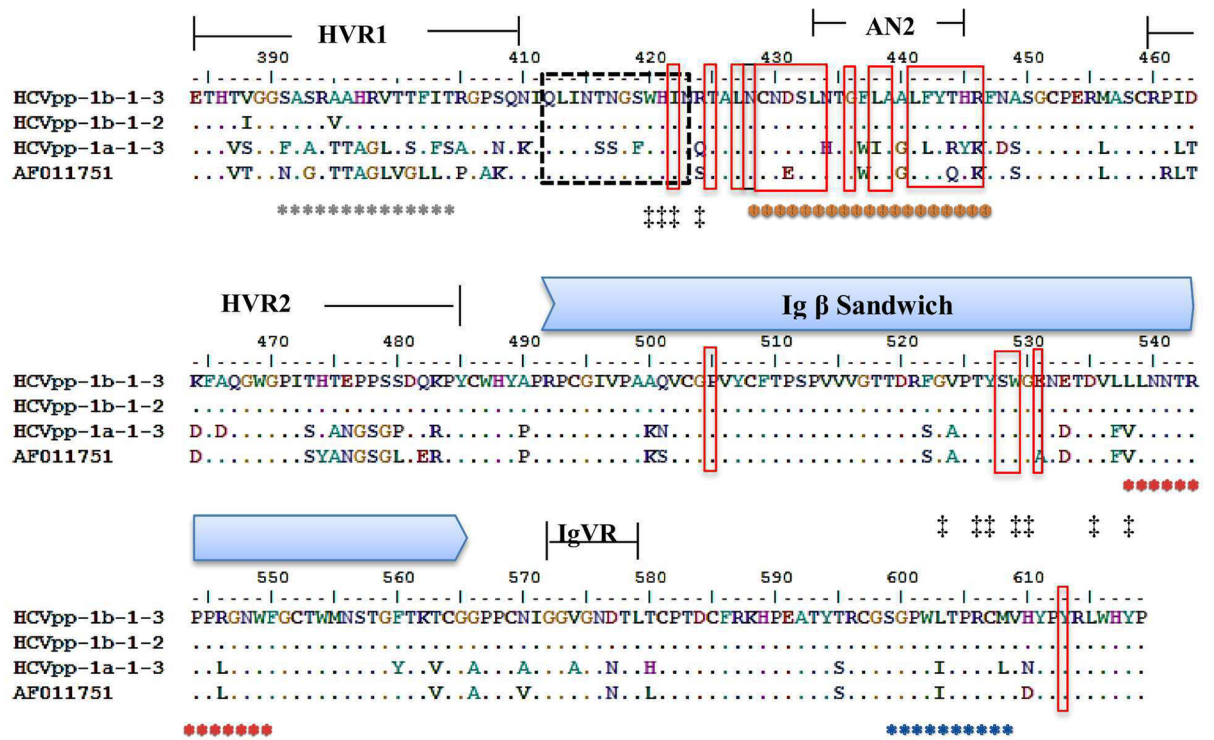 HVR1 AN2
390 410 420 430 440 450 460
HCVpp-1b-1-3 ETHTVGGSASRAAHRVTTFITRGPSQNIQLINTNGSWHINRTALNCNDSLNTGFLAALFYTHRFNASGCPERMASCRPID
HCVpp-1b-1-2 ....I......V....................................................................
HCVpp-1a-1-3 ...VS..F.A.TTAGL.S.FSA..N.K.....SS.F....Q.........H..WI.G.L.RYK.DS......L.....LT
AF011751 ...VT..N.G.TTAGLVGLL.P.AK...............S......E.....W..G...Q.K..S......L....RLT
**************
‡‡‡ ‡
HVR2 Ig β Sandwich
470 480 490 500 510 520 530 540
HCVpp-1b-1-3 KFAQGWGPITHTEPPSSDQKPYCWHYAPRPCGIVPAAQVCGPVYCFTPSPVVVGTTDRFGVPTYSWGENETDVLLLNNTR
HCVpp-1b-1-2 ................................................................................
HCVpp-1a-1-3 D.D......S.ANGSGP..R......P.........KN....................S.A........D...FV.....
AF011751 D........SYANGSGL.ER......P.........KS....................S.A......A.D...FV.....
******
‡ ‡‡ ‡‡ ‡ ‡
IgVR
550 560 570 580 590 600 610
HCVpp-1b-1-3 PPRGNWFGCTWMNSTGFTKTCGGPPCNIGGVGNDTLTCPTDCFRKHPEATYTRCGSGPWLTPRCMVHYPYRLWHYP
HCVpp-1b-1-2 ............................................................................
HCVpp-1a-1-3 ..L.............Y..V..A...A...A..N..H..............S.......I....L.N.........
AF011751 ..L................V..A...V......N..L..............S.......I......D.........
******* **********